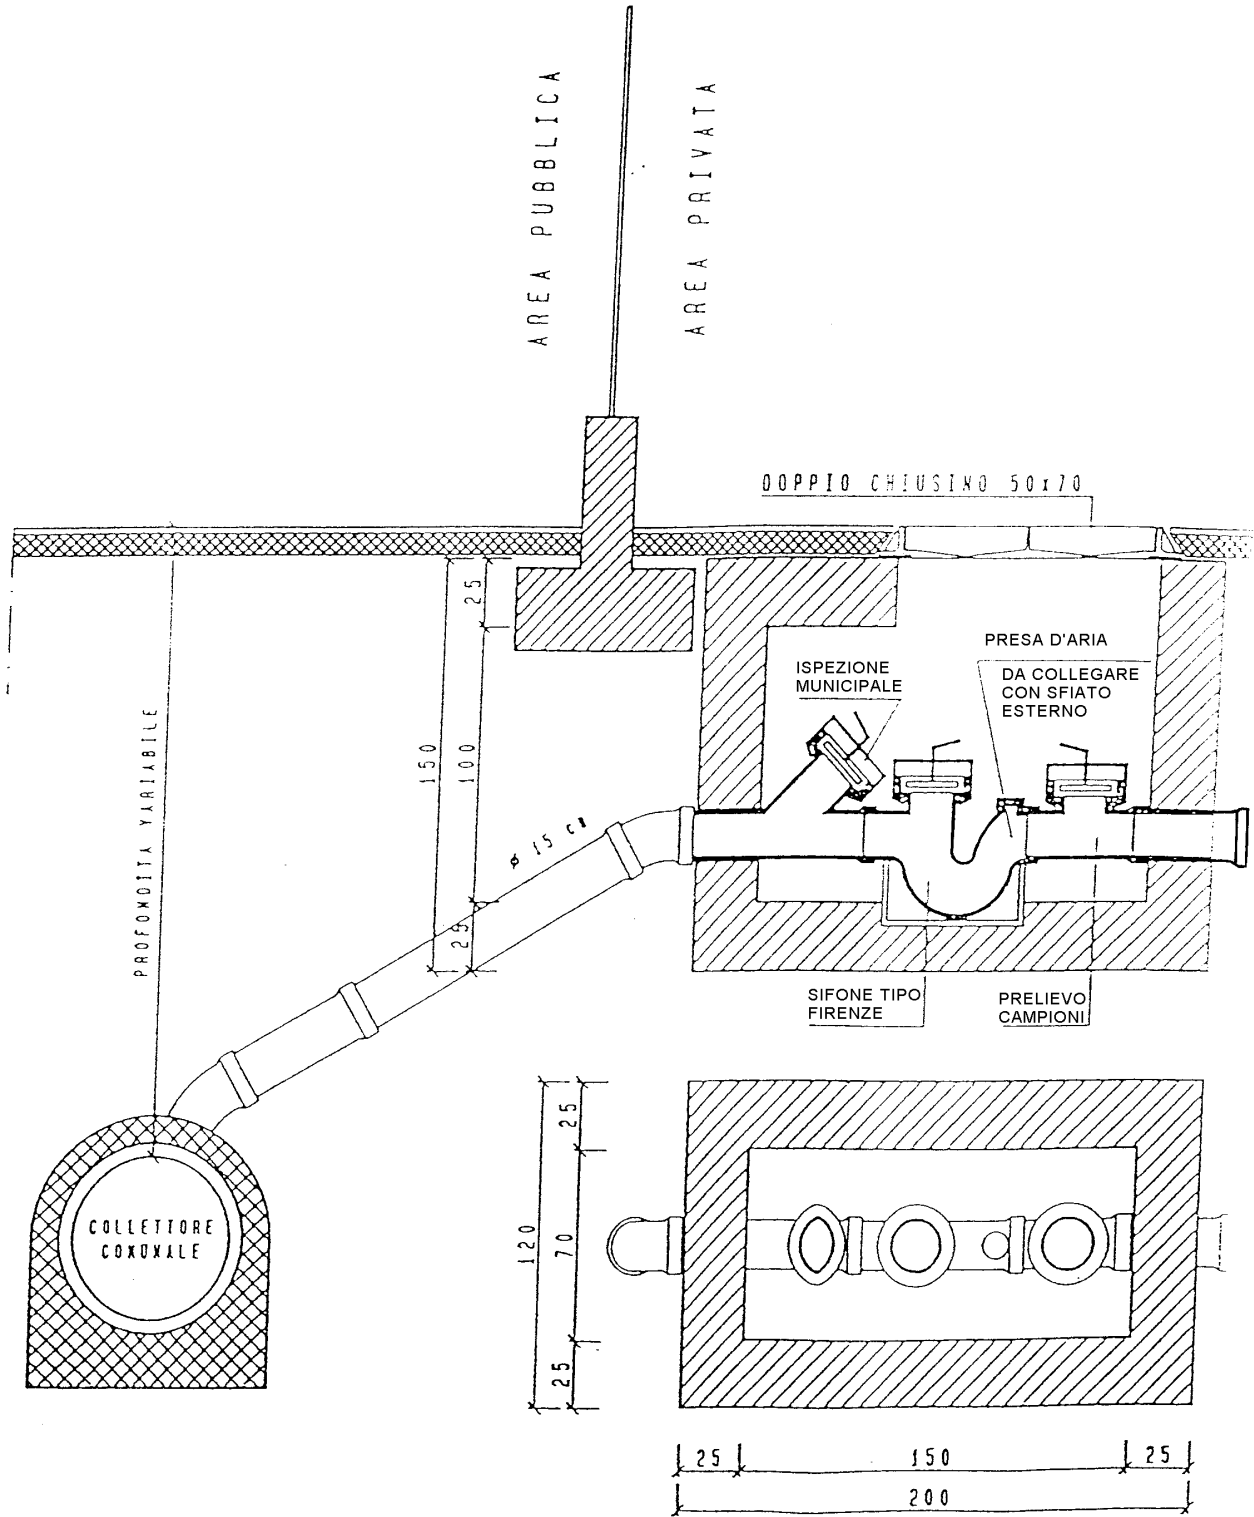 AREA PUBBLICA
AREA PRIVATA
DOPPIO CHIUSINO 50x70
25
PRESA D'ARIA
ISPEZIONE
MUNICIPALE
DA COLLEGARE
CON SFIATO
ESTERNO
PROFONDITA VARIABILE
150
100
ø 15 cm
25
SIFONE TIPO
FIRENZE
PRELIEVO
CAMPIONI
COLLETTORE
COMUNALE
25
120
70
25
25
150
25
200